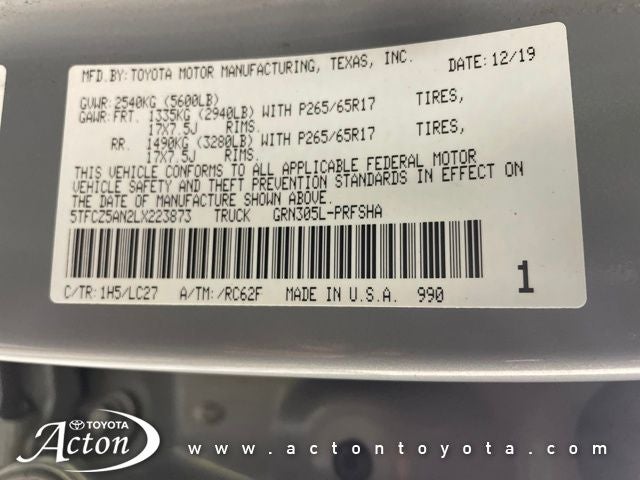 MFD.BY:TOYOTA MOTOR MANUFACTURING, TEXAS, INC. DATE:12/19
GVWR:2540KG (5600LB)
GAWR:FRT. 1335KG (2940LB) WITH P265/65R17 TIRES,
17X7.5J RIMS.
RR. 1490KG (3280LB) WITH P265/65R17 TIRES,
17X7.5J RIMS.
THIS VEHICLE CONFORMS TO ALL APPLICABLE FEDERAL MOTOR
VEHICLE SAFETY AND THEFT PREVENTION STANDARDS IN EFFECT ON
THE DATE OF MANUFACTURE SHOWN ABOVE.
5TFCZ5AN2LX223873 TRUCK GRN305L-PRFSHA
C/TR:1H5/LC27 A/TM:/RC62F MADE IN U.S.A. 990 1
TOYOTA
Acton
www.actontoyota.com